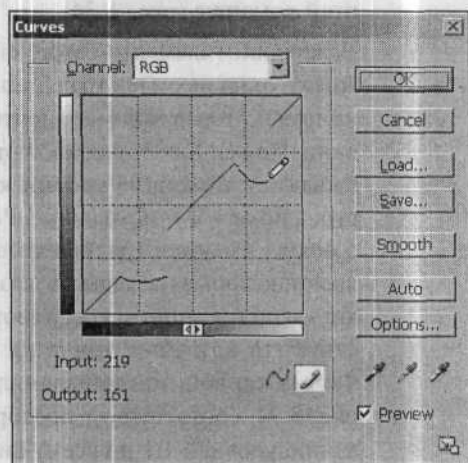 Curves
Channel: RGB
OK
Cancel
Load...
Save...
Smooth
Auto
Options...
Input: 219
Output: 161
Preview